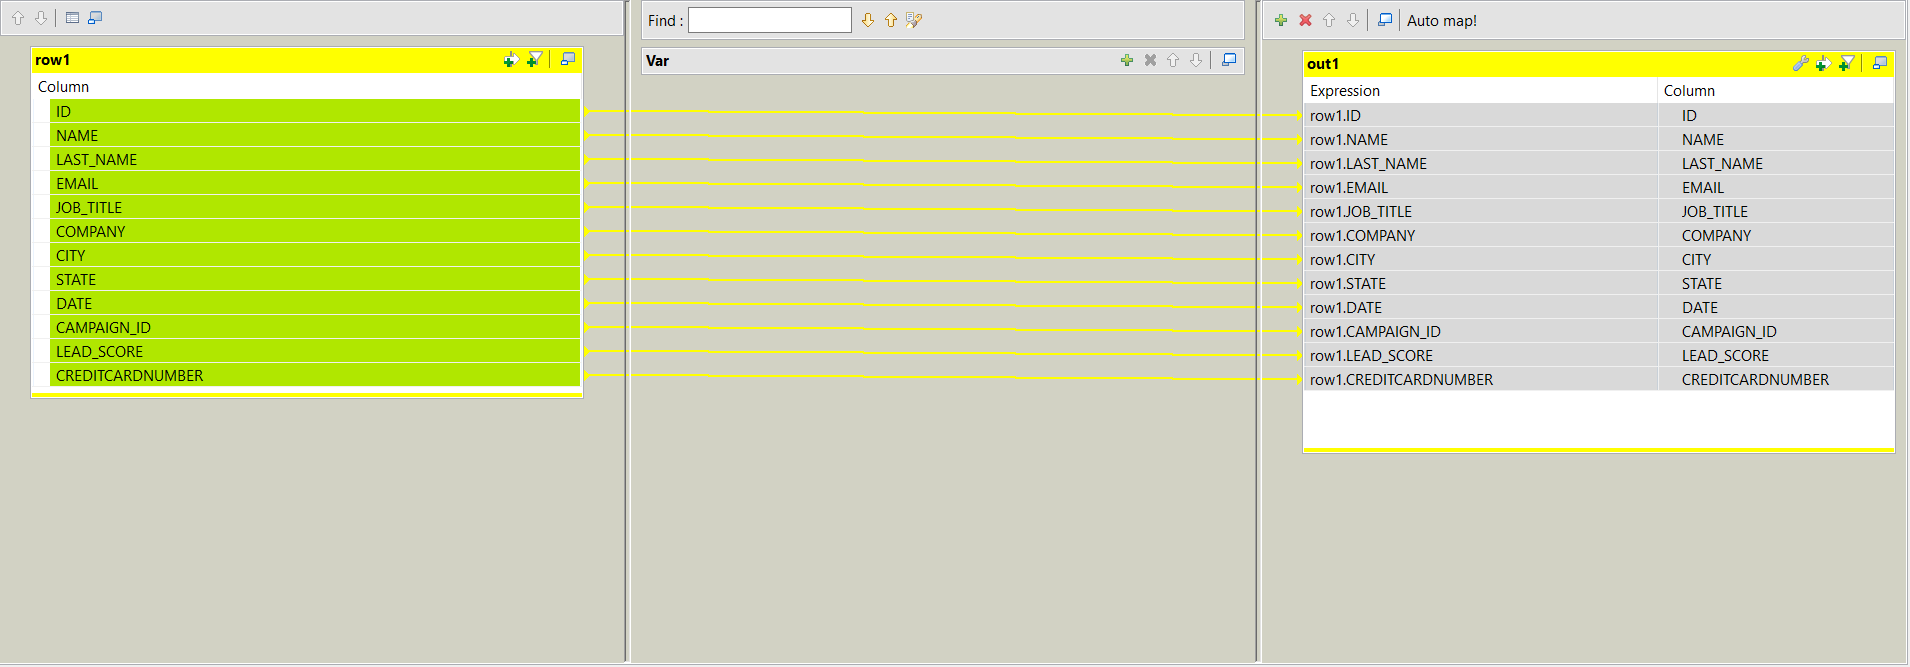 Find :
Auto map!
row1
Var
out1
Column
Expression Column
ID
NAME
LAST_NAME
EMAIL
JOB_TITLE
COMPANY
CITY
STATE
DATE
CAMPAIGN_ID
LEAD_SCORE
CREDITCARDNUMBER
row1.ID ID
row1.NAME NAME
row1.LAST_NAME LAST_NAME
row1.EMAIL EMAIL
row1.JOB_TITLE JOB_TITLE
row1.COMPANY COMPANY
row1.CITY CITY
row1.STATE STATE
row1.DATE DATE
row1.CAMPAIGN_ID CAMPAIGN_ID
row1.LEAD_SCORE LEAD_SCORE
row1.CREDITCARDNUMBER CREDITCARDNUMBER